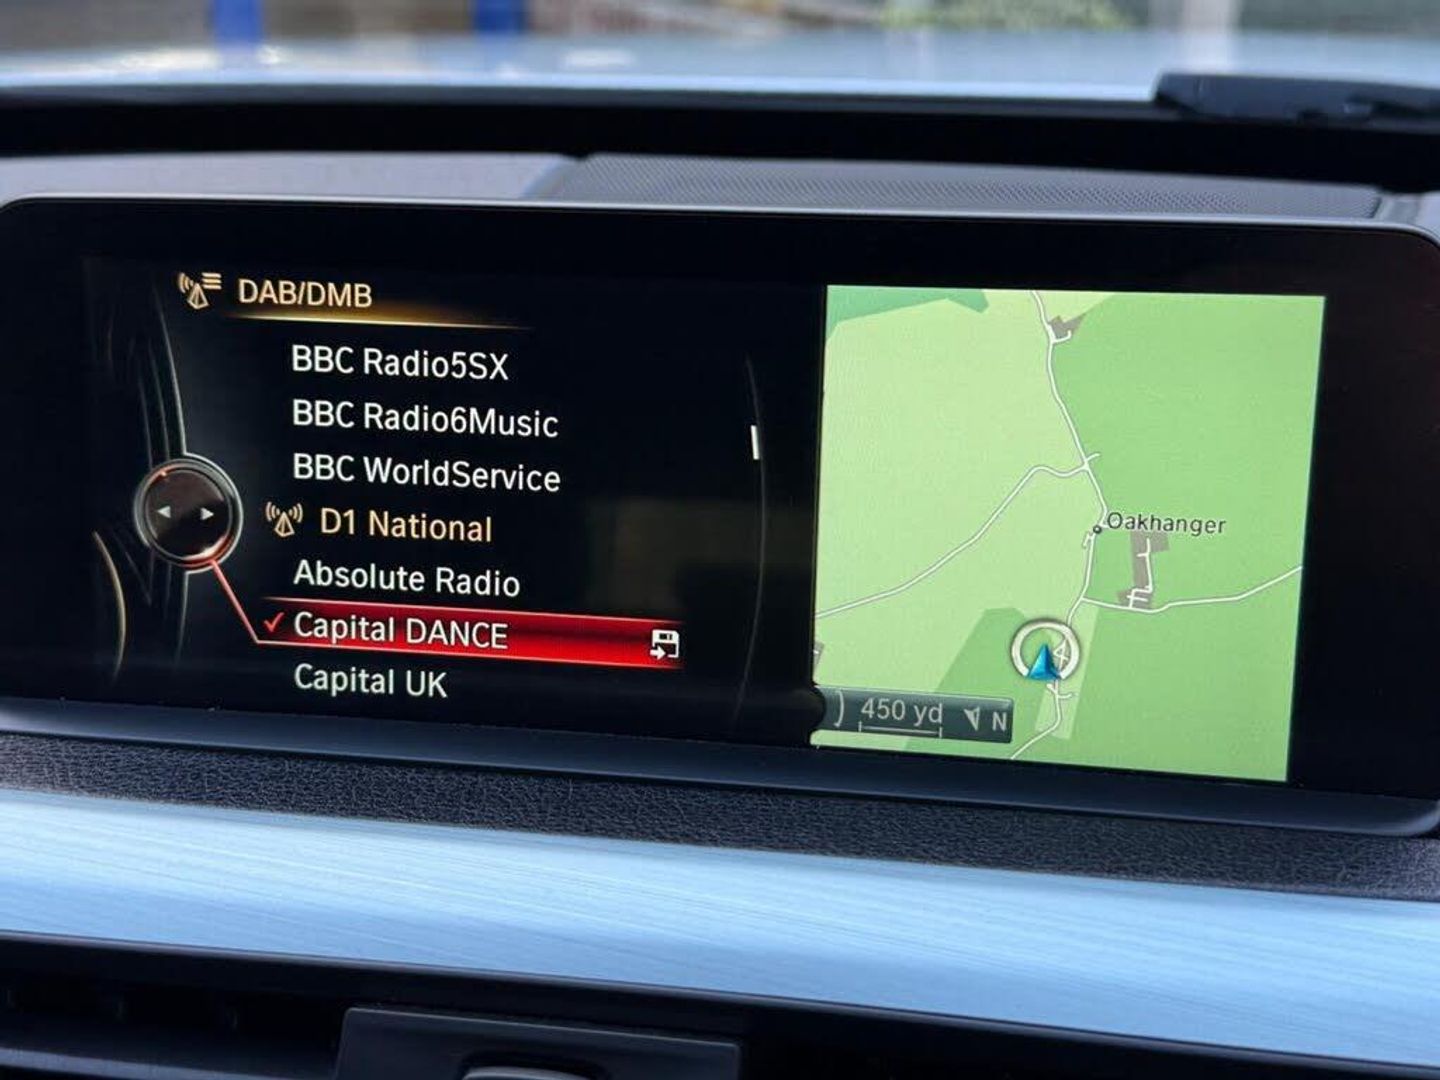 DAB/DMB
BBC Radio5SX
BBC Radio6Music
BBC WorldService
D1 National
Absolute Radio
Capital DANCE
Capital UK
Oakhanger
450 yd N